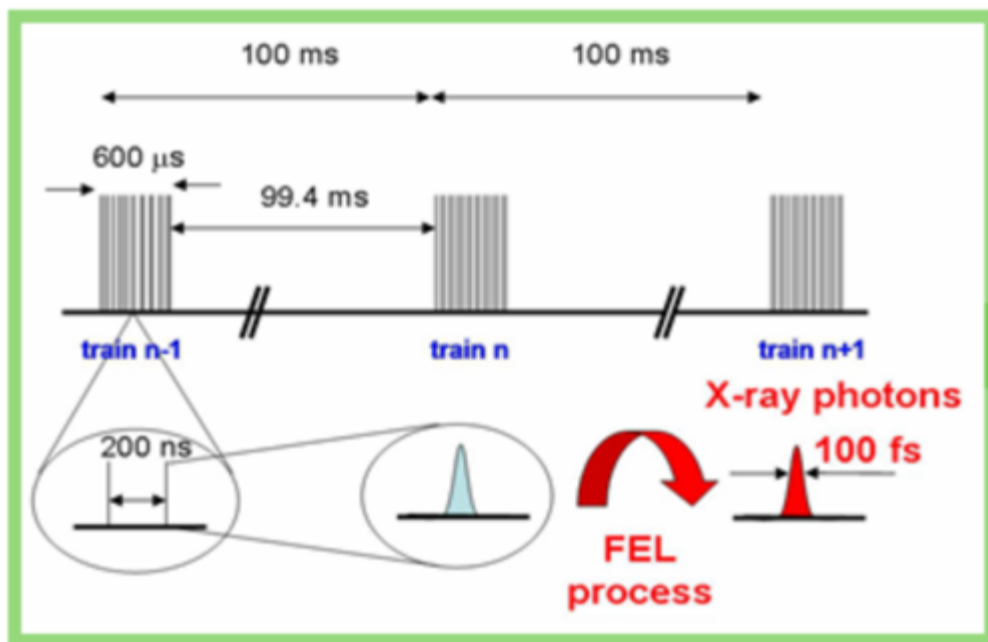 100 ms
100 ms
600 μs
99.4 ms
train n-1
train n
train n+1
X-ray photons
200 ns
100 fs
FEL
process